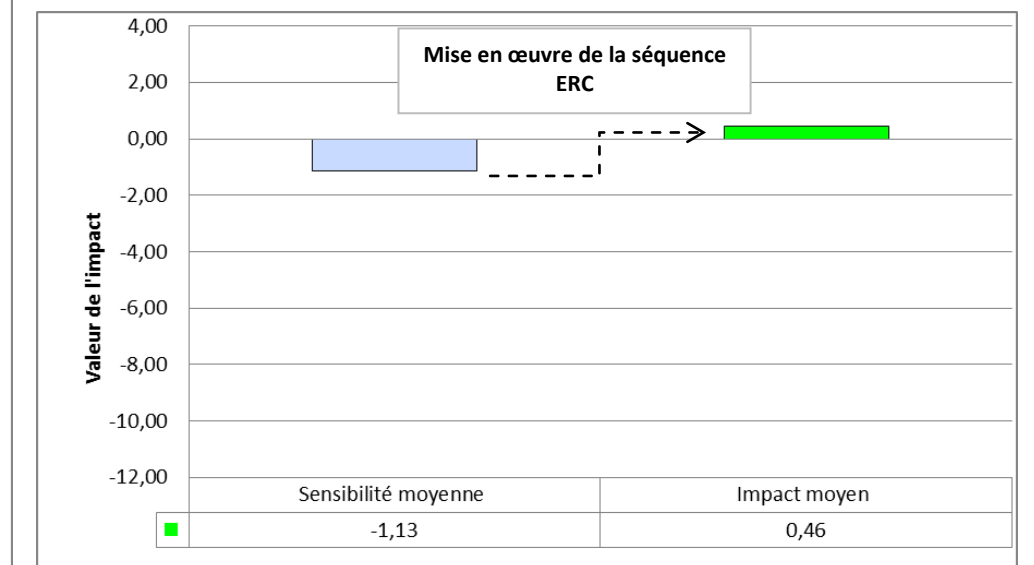 4,00
Mise en œuvre de la séquence
ERC
2,00
0,00
-2,00
-4,00
-6,00
-8,00
-10,00
-12,00
Valeur de l'impact
Sensibilité moyenne Impact moyen
-1,13 0,46